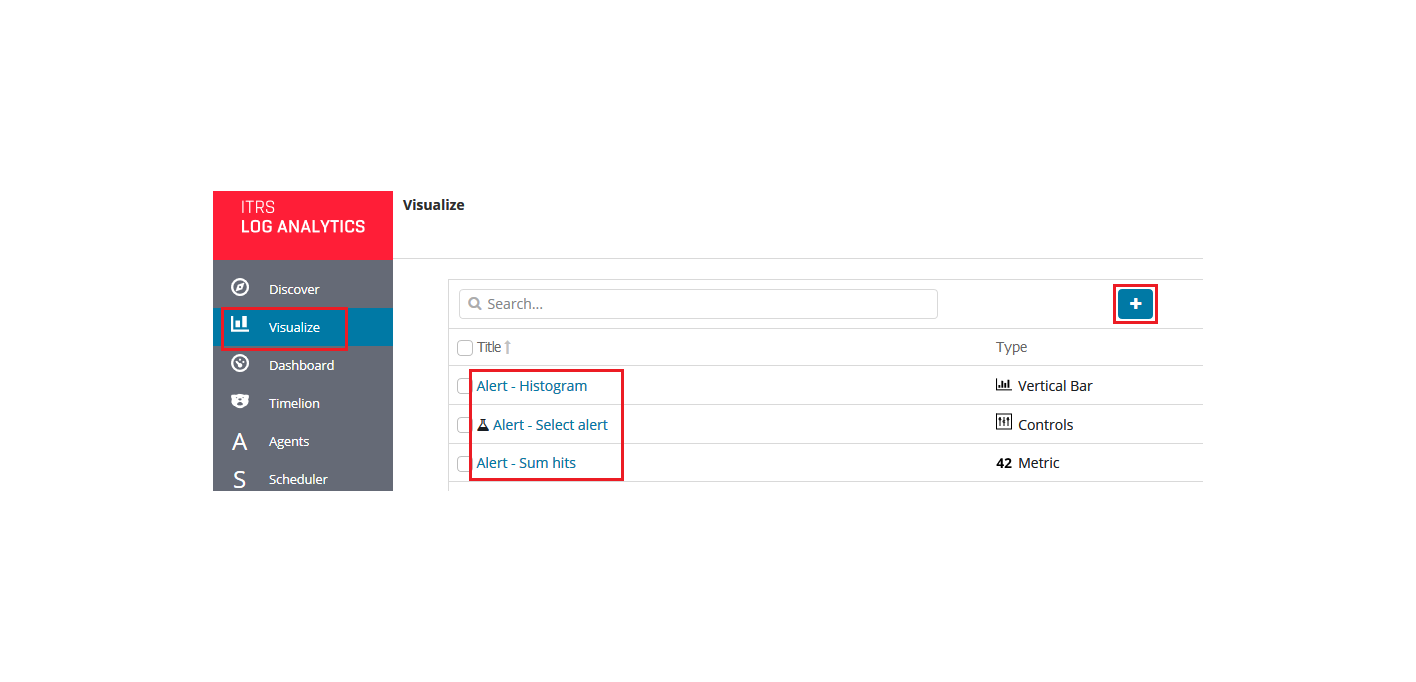 ITRS
LOG ANALYTICS
Visualize
Discover
Visualize
Dashboard
Timelion
A Agents
S Scheduler
Search...
Title Type
Alert - Histogram Vertical Bar
Alert - Select alert Controls
Alert - Sum hits 42 Metric